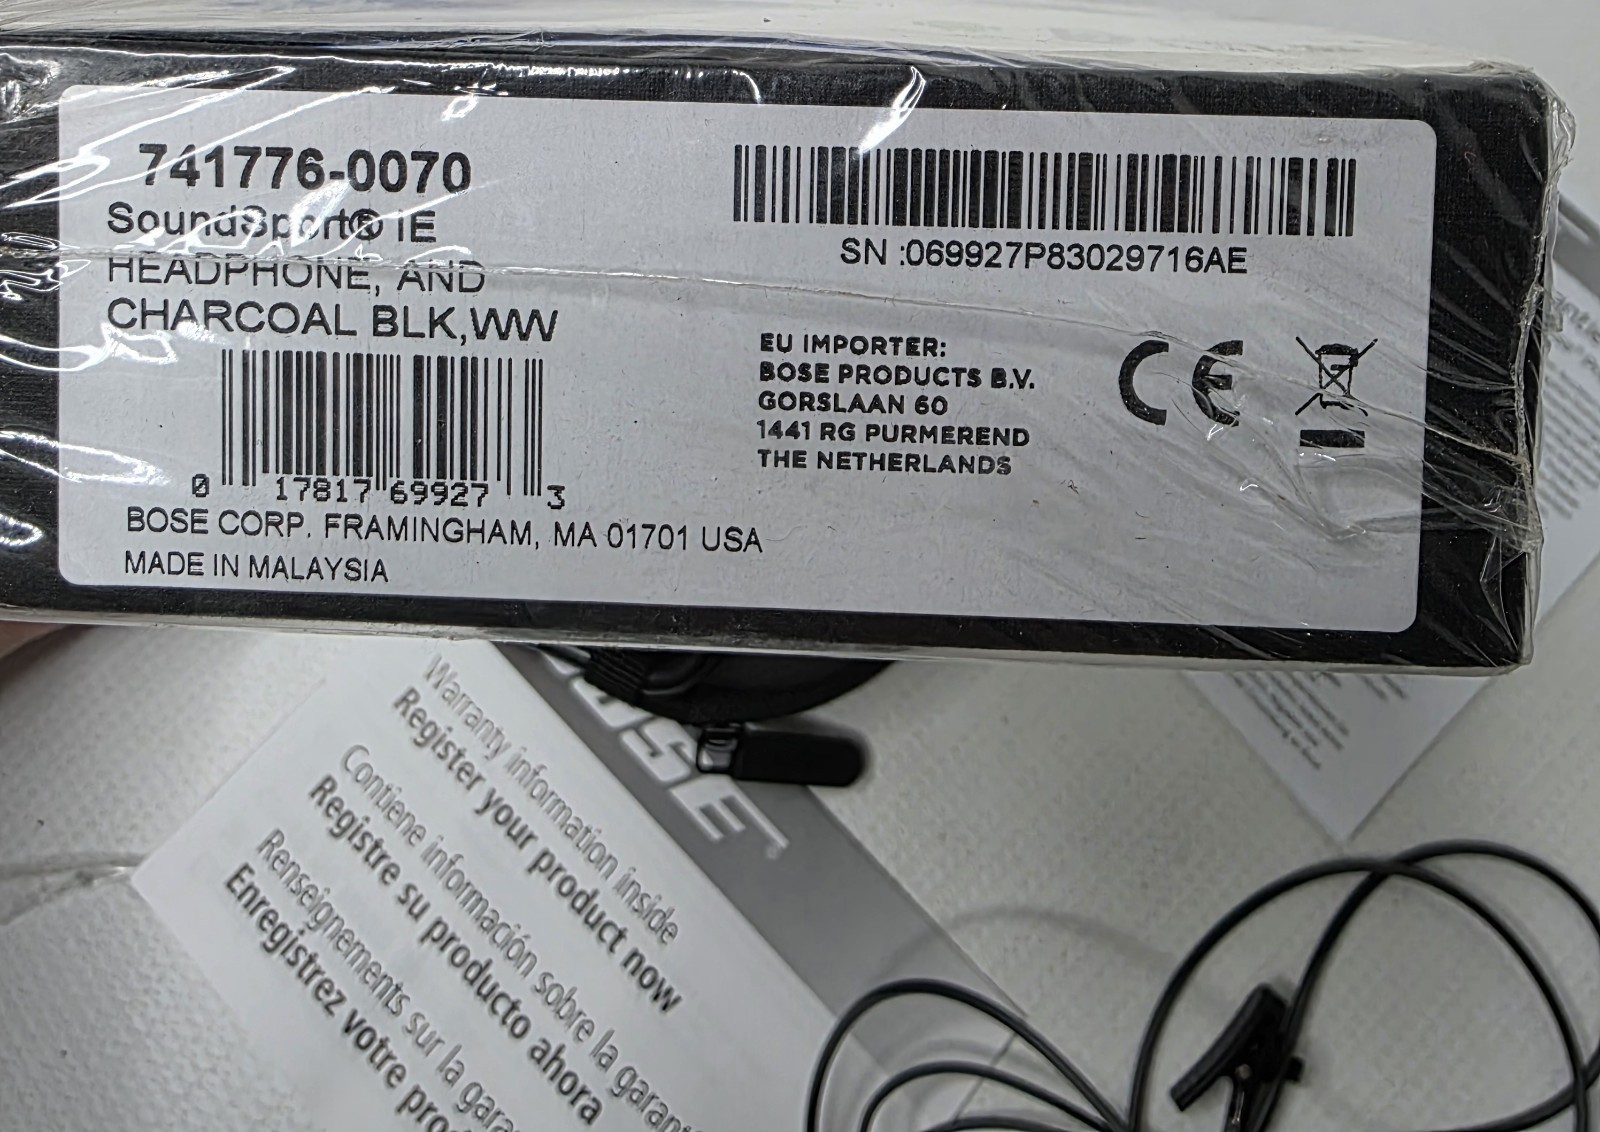 741776-0070
SoundSport® IE
HEADPHONE, AND
CHARCOAL BLK,WW
0 17817 69927 3
BOSE CORP. FRAMINGHAM, MA 01701 USA
MADE IN MALAYSIA
SN :069927P83029716AE
EU IMPORTER:
BOSE PRODUCTS B.V.
GORSLAAN 60
1441 RG PURMEREND
THE NETHERLANDS
CE
BOSE
Warranty information inside
Register your product now
Contiene información sobre la
Registre su producto ahora
Renseignements sur la
Enregistrez votre